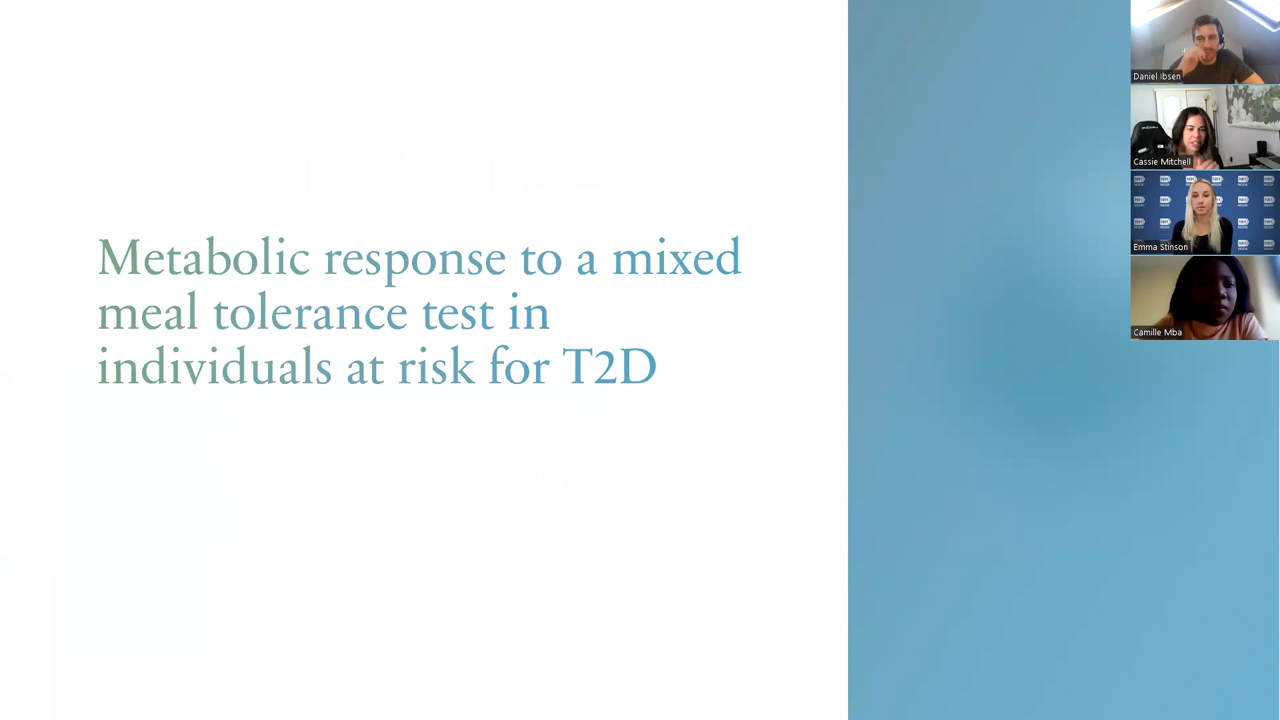 Metabolic response to a mixed
meal tolerance test in
individuals at risk for T2D
Daniel Ibsen
Cassie Mitchell
Emma Stinson
Camille Mba